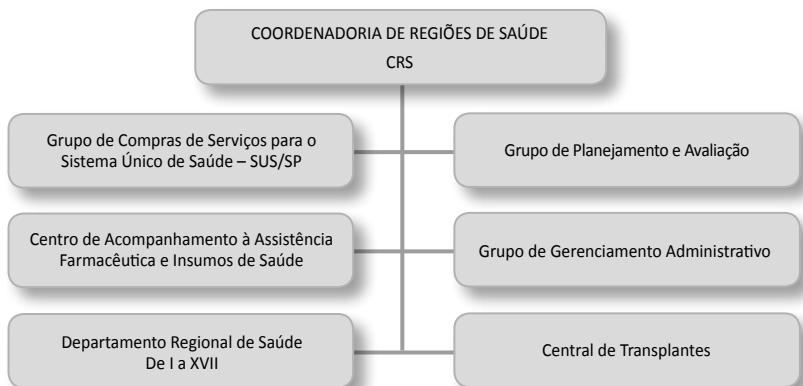 COORDENADORIA DE REGIÕES DE SAÚDE
CRS
Grupo de Compras de Serviços para o
Sistema Único de Saúde – SUS/SP
Grupo de Planejamento e Avaliação
Centro de Acompanhamento à Assistência
Farmacêutica e Insumos de Saúde
Grupo de Gerenciamento Administrativo
Departamento Regional de Saúde
De I a XVII
Central de Transplantes